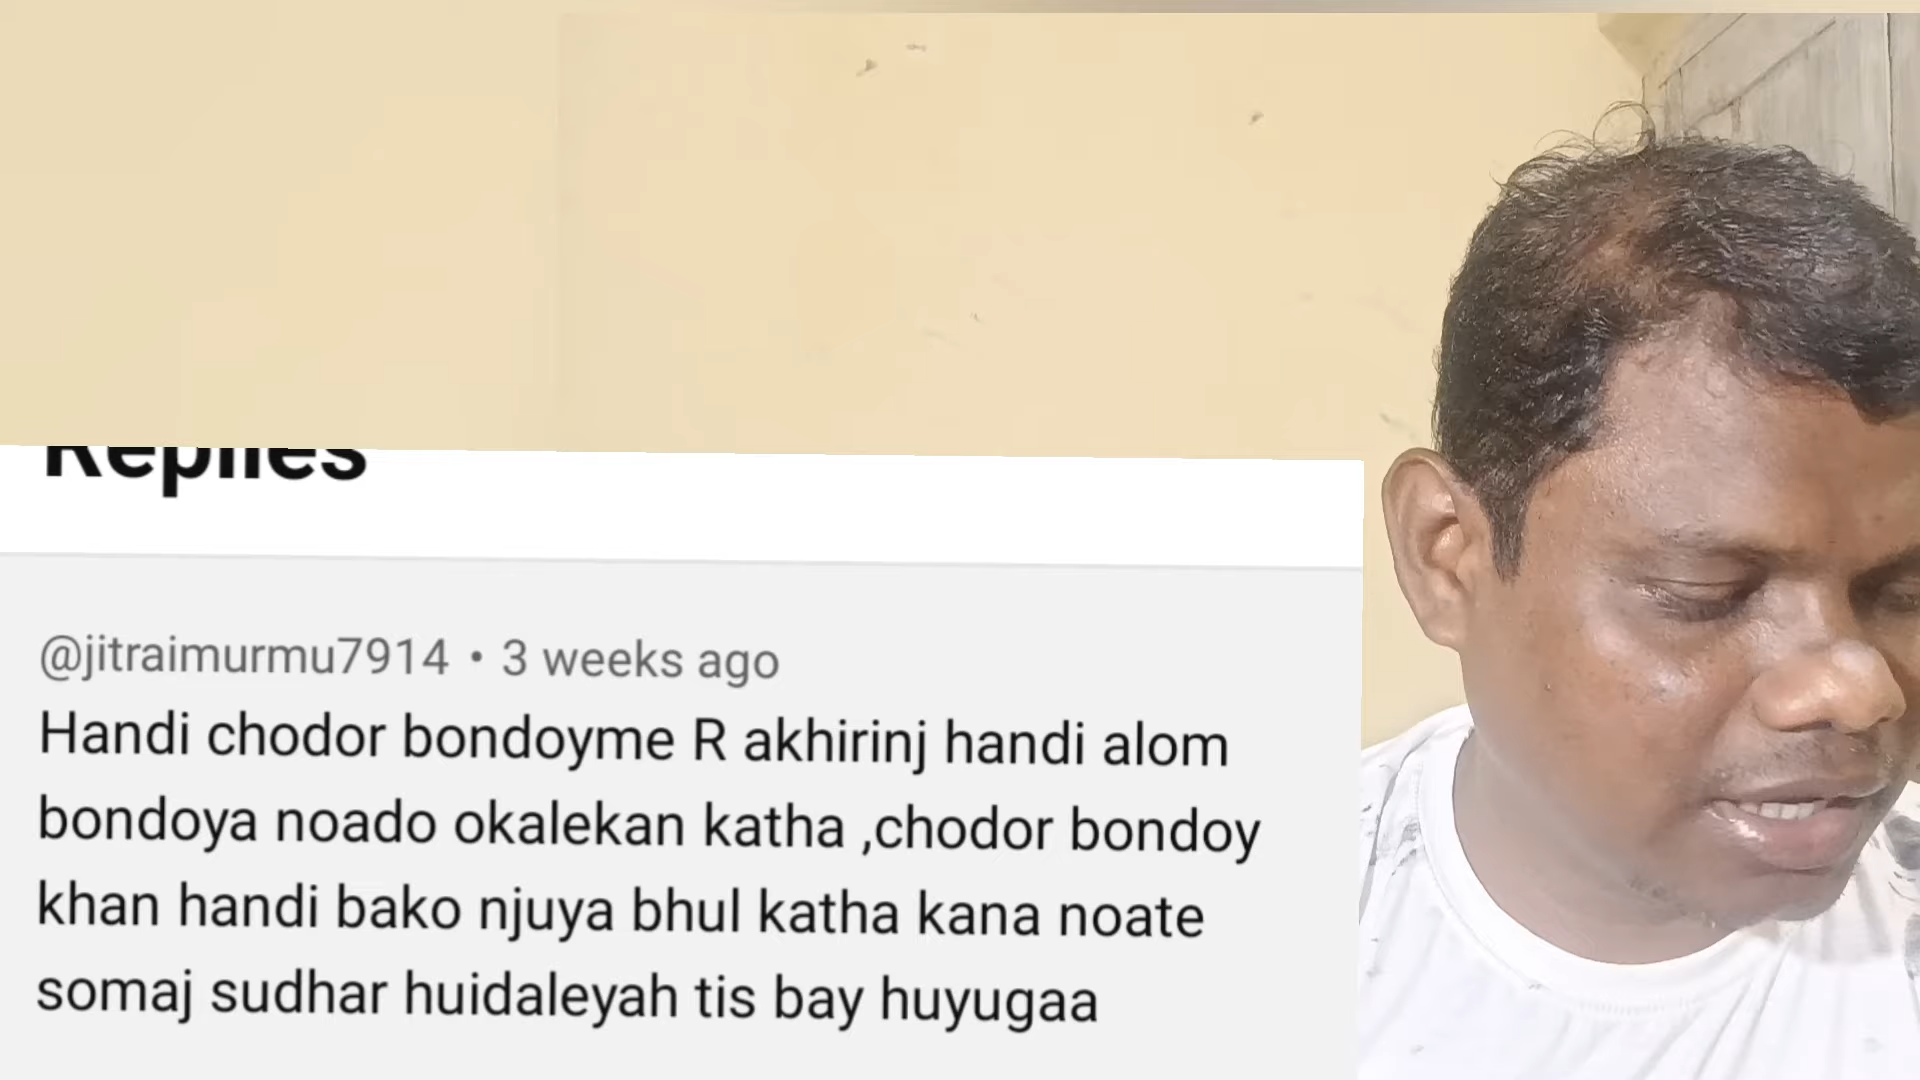 Replies
@jitraimurmu7914 • 3 weeks ago
Handi chodor bondoyme R akhirinj handi alom
bondoya noado okalekan katha ,chodor bondoy
khan handi bako njuya bhul katha kana noate
somaj sudhar huidaleyah tis bay huyugaa